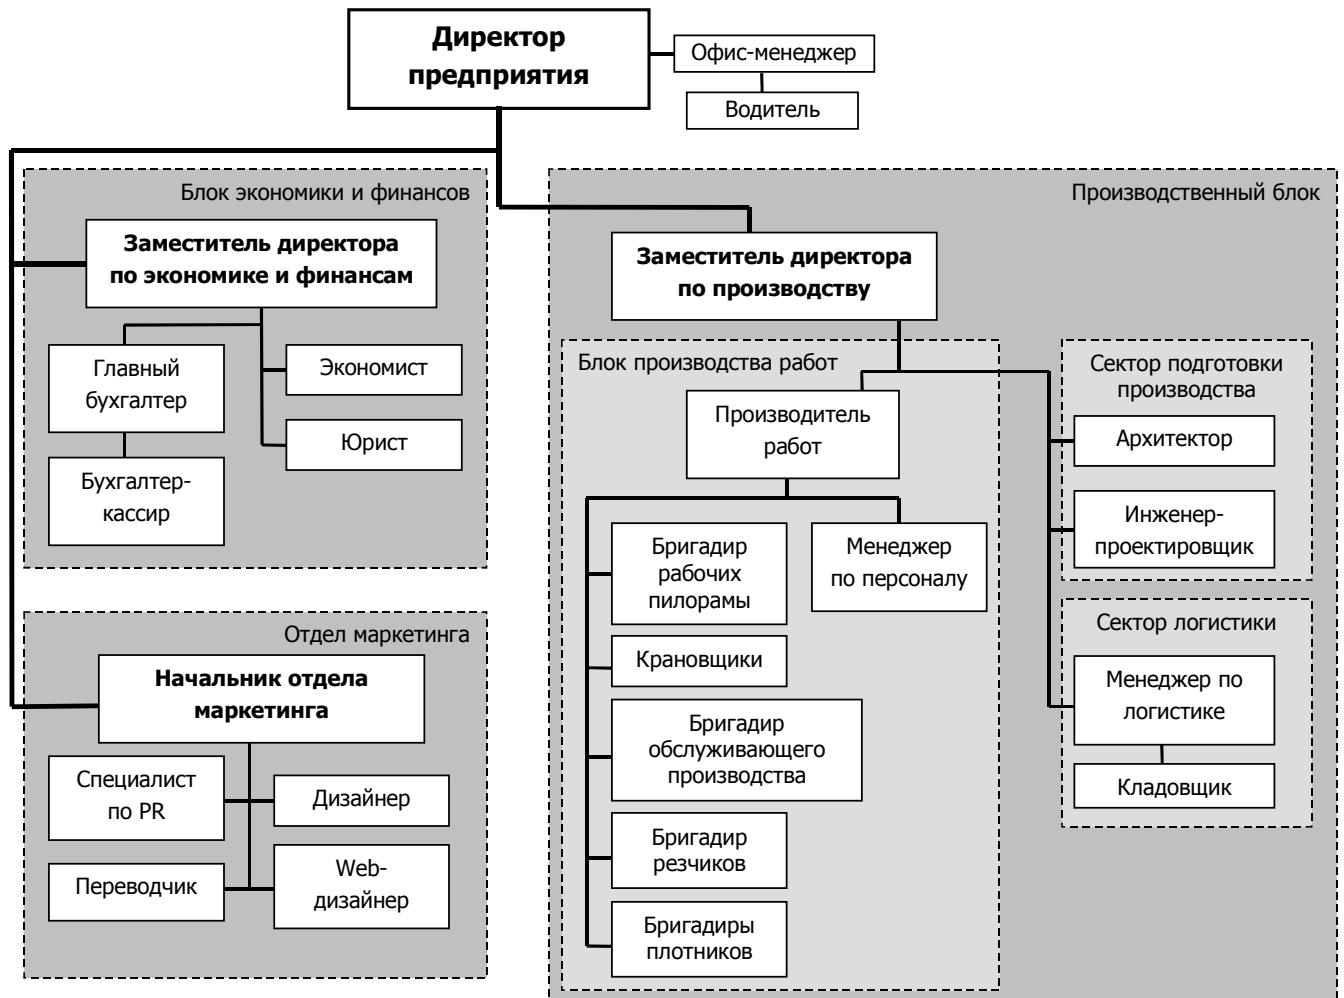 Директор
предприятия
Офис-менеджер
Водитель
Блок экономики и финансов
Заместитель директора
по экономике и финансам
Главный
бухгалтер
Экономист
Юрист
Бухгалтер-
кассир
Отдел маркетинга
Начальник отдела
маркетинга
Специалист
по PR
Дизайнер
Переводчик
Web-
дизайнер
Производственный блок
Заместитель директора
по производству
Блок производства работ
Производитель
работ
Бригадир
рабочих
пилорамы
Менеджер
по персоналу
Крановщики
Бригадир
обслуживающего
производства
Бригадир
резчиков
Бригадиры
плотников
Сектор подготовки
производства
Архитектор
Инженер-
проектировщик
Сектор логистики
Менеджер по
логистике
Кладовщик